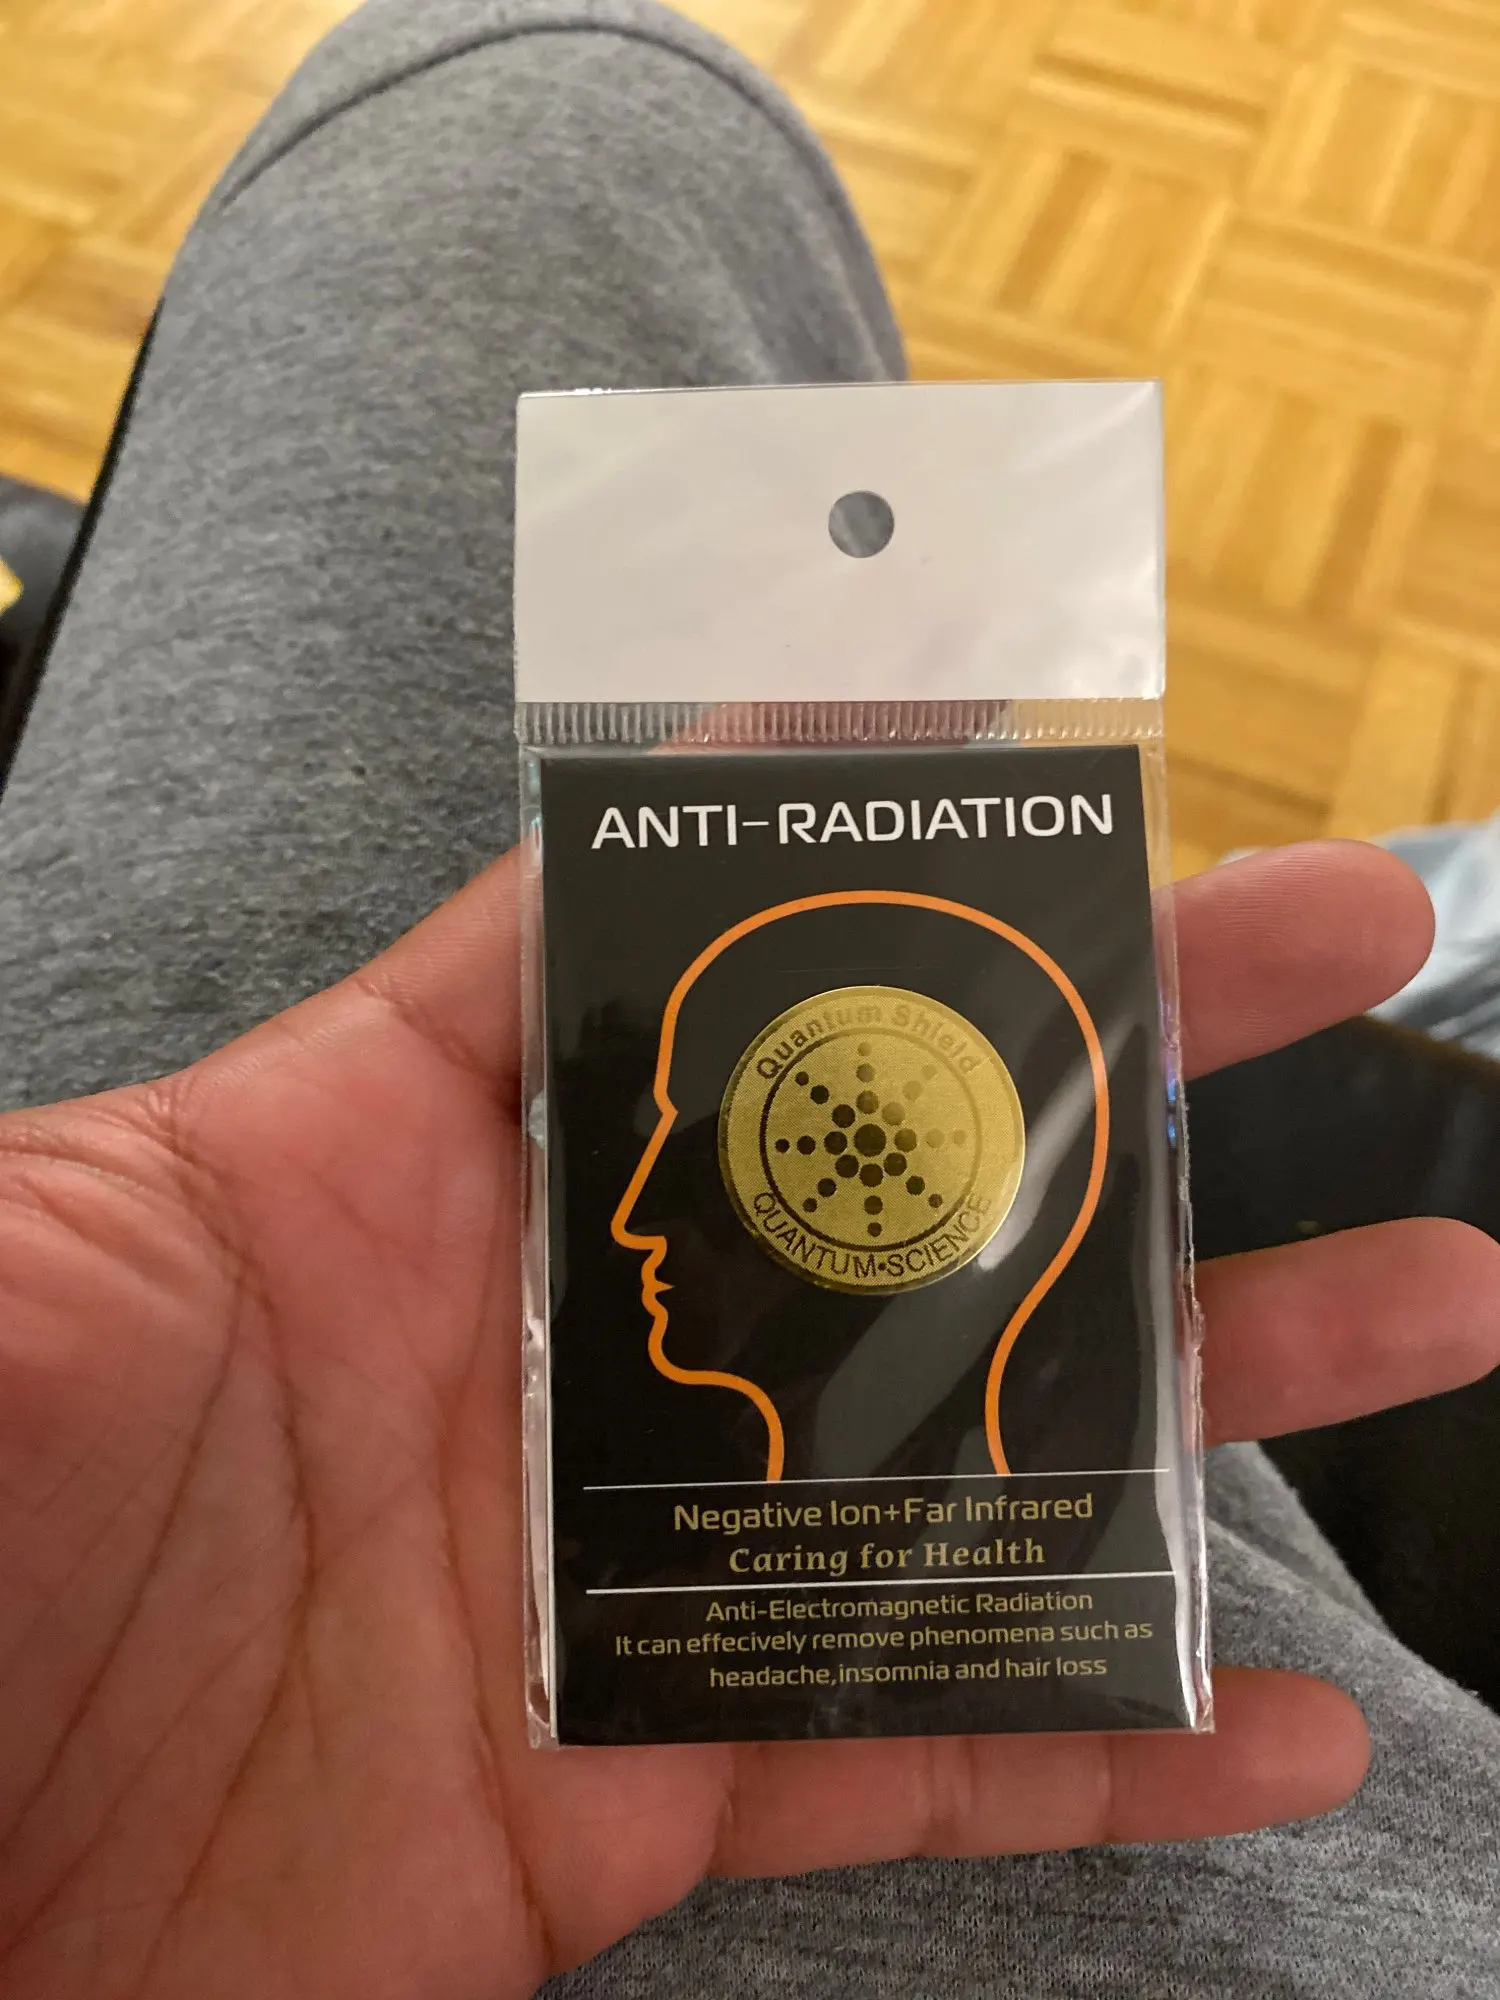 ANTI-RADIATION
Quantum Shield
QUANTUM•SCIENCE
Negative Ion+Far Infrared
Caring for Health
Anti-Electromagnetic Radiation
It can effecively remove phenomena such as
headache,insomnia and hair loss